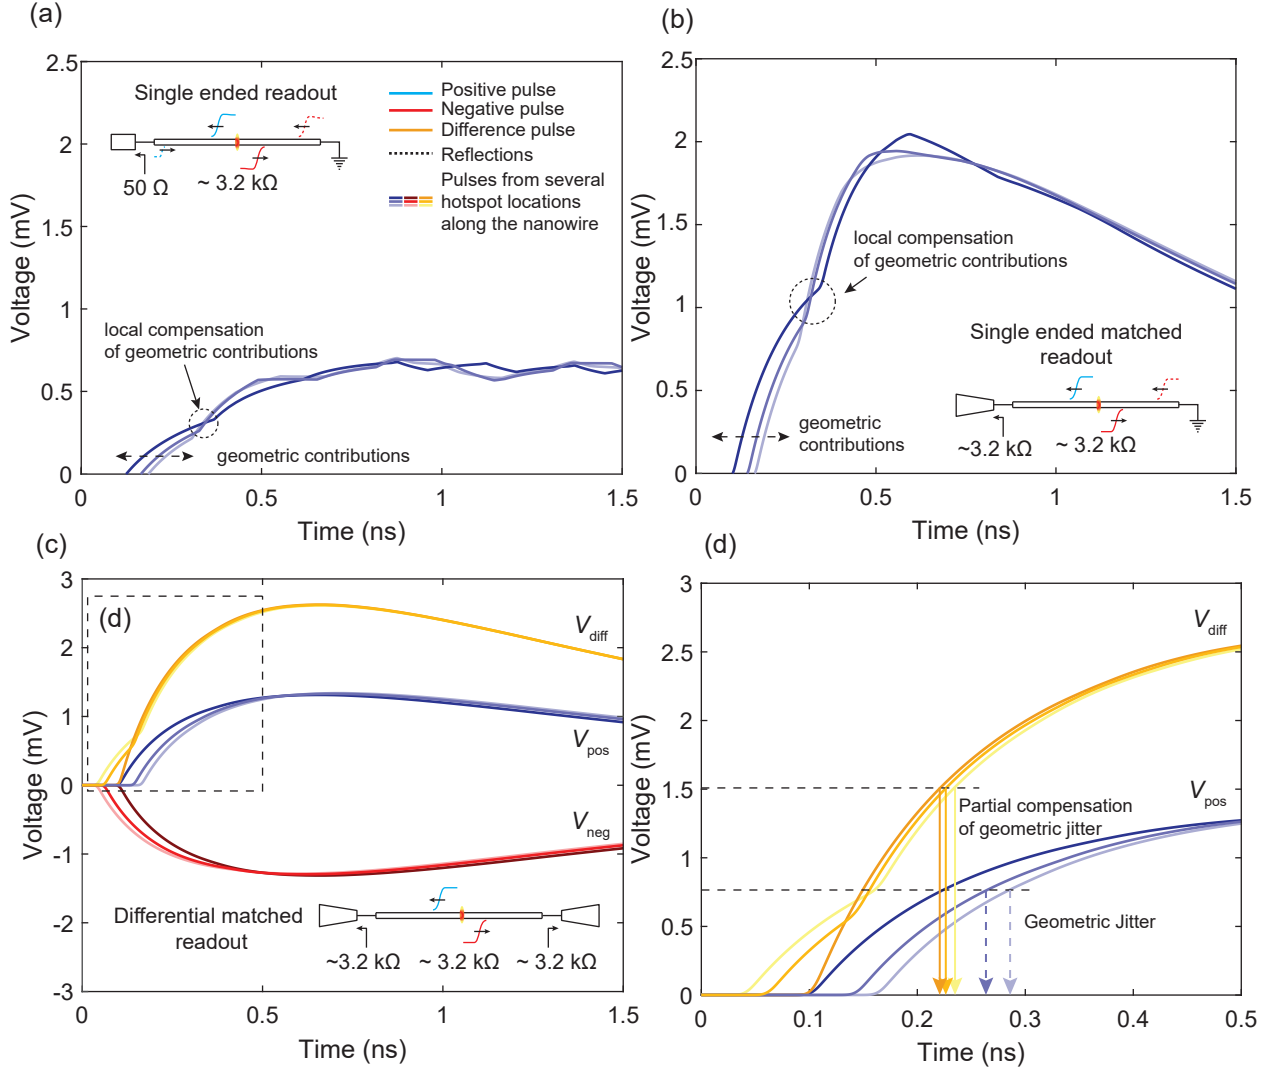 (a)
2.5
2
1.5
1
0.5
0
Voltage (mV)
Single ended readout
50 Ω
~ 3.2 kΩ
Positive pulse
Negative pulse
Difference pulse
Reflections
Pulses from several
hotspot locations
along the nanowire
local compensation
of geometric contributions
geometric contributions
0
0.5
1
1.5
Time (ns)
(b)
2.5
2
1.5
1
0.5
0
Voltage (mV)
local compensation
of geometric contributions
Single ended matched
readout
~3.2 kΩ
~ 3.2 kΩ
geometric
contributions
0
0.5
1
1.5
Time (ns)
(c)
3
2
1
0
-1
-2
-3
Voltage (mV)
(d)
Vdiff
Vpos
Vneg
Differential matched
readout
~3.2 kΩ
~ 3.2 kΩ
~ 3.2 kΩ
0
0.5
1
1.5
Time (ns)
(d)
3
2.5
2
1.5
1
0.5
0
Voltage (mV)
Vdiff
Partial compensation
of geometric jitter
Vpos
Geometric Jitter
0
0.1
0.2
0.3
0.4
0.5
Time (ns)